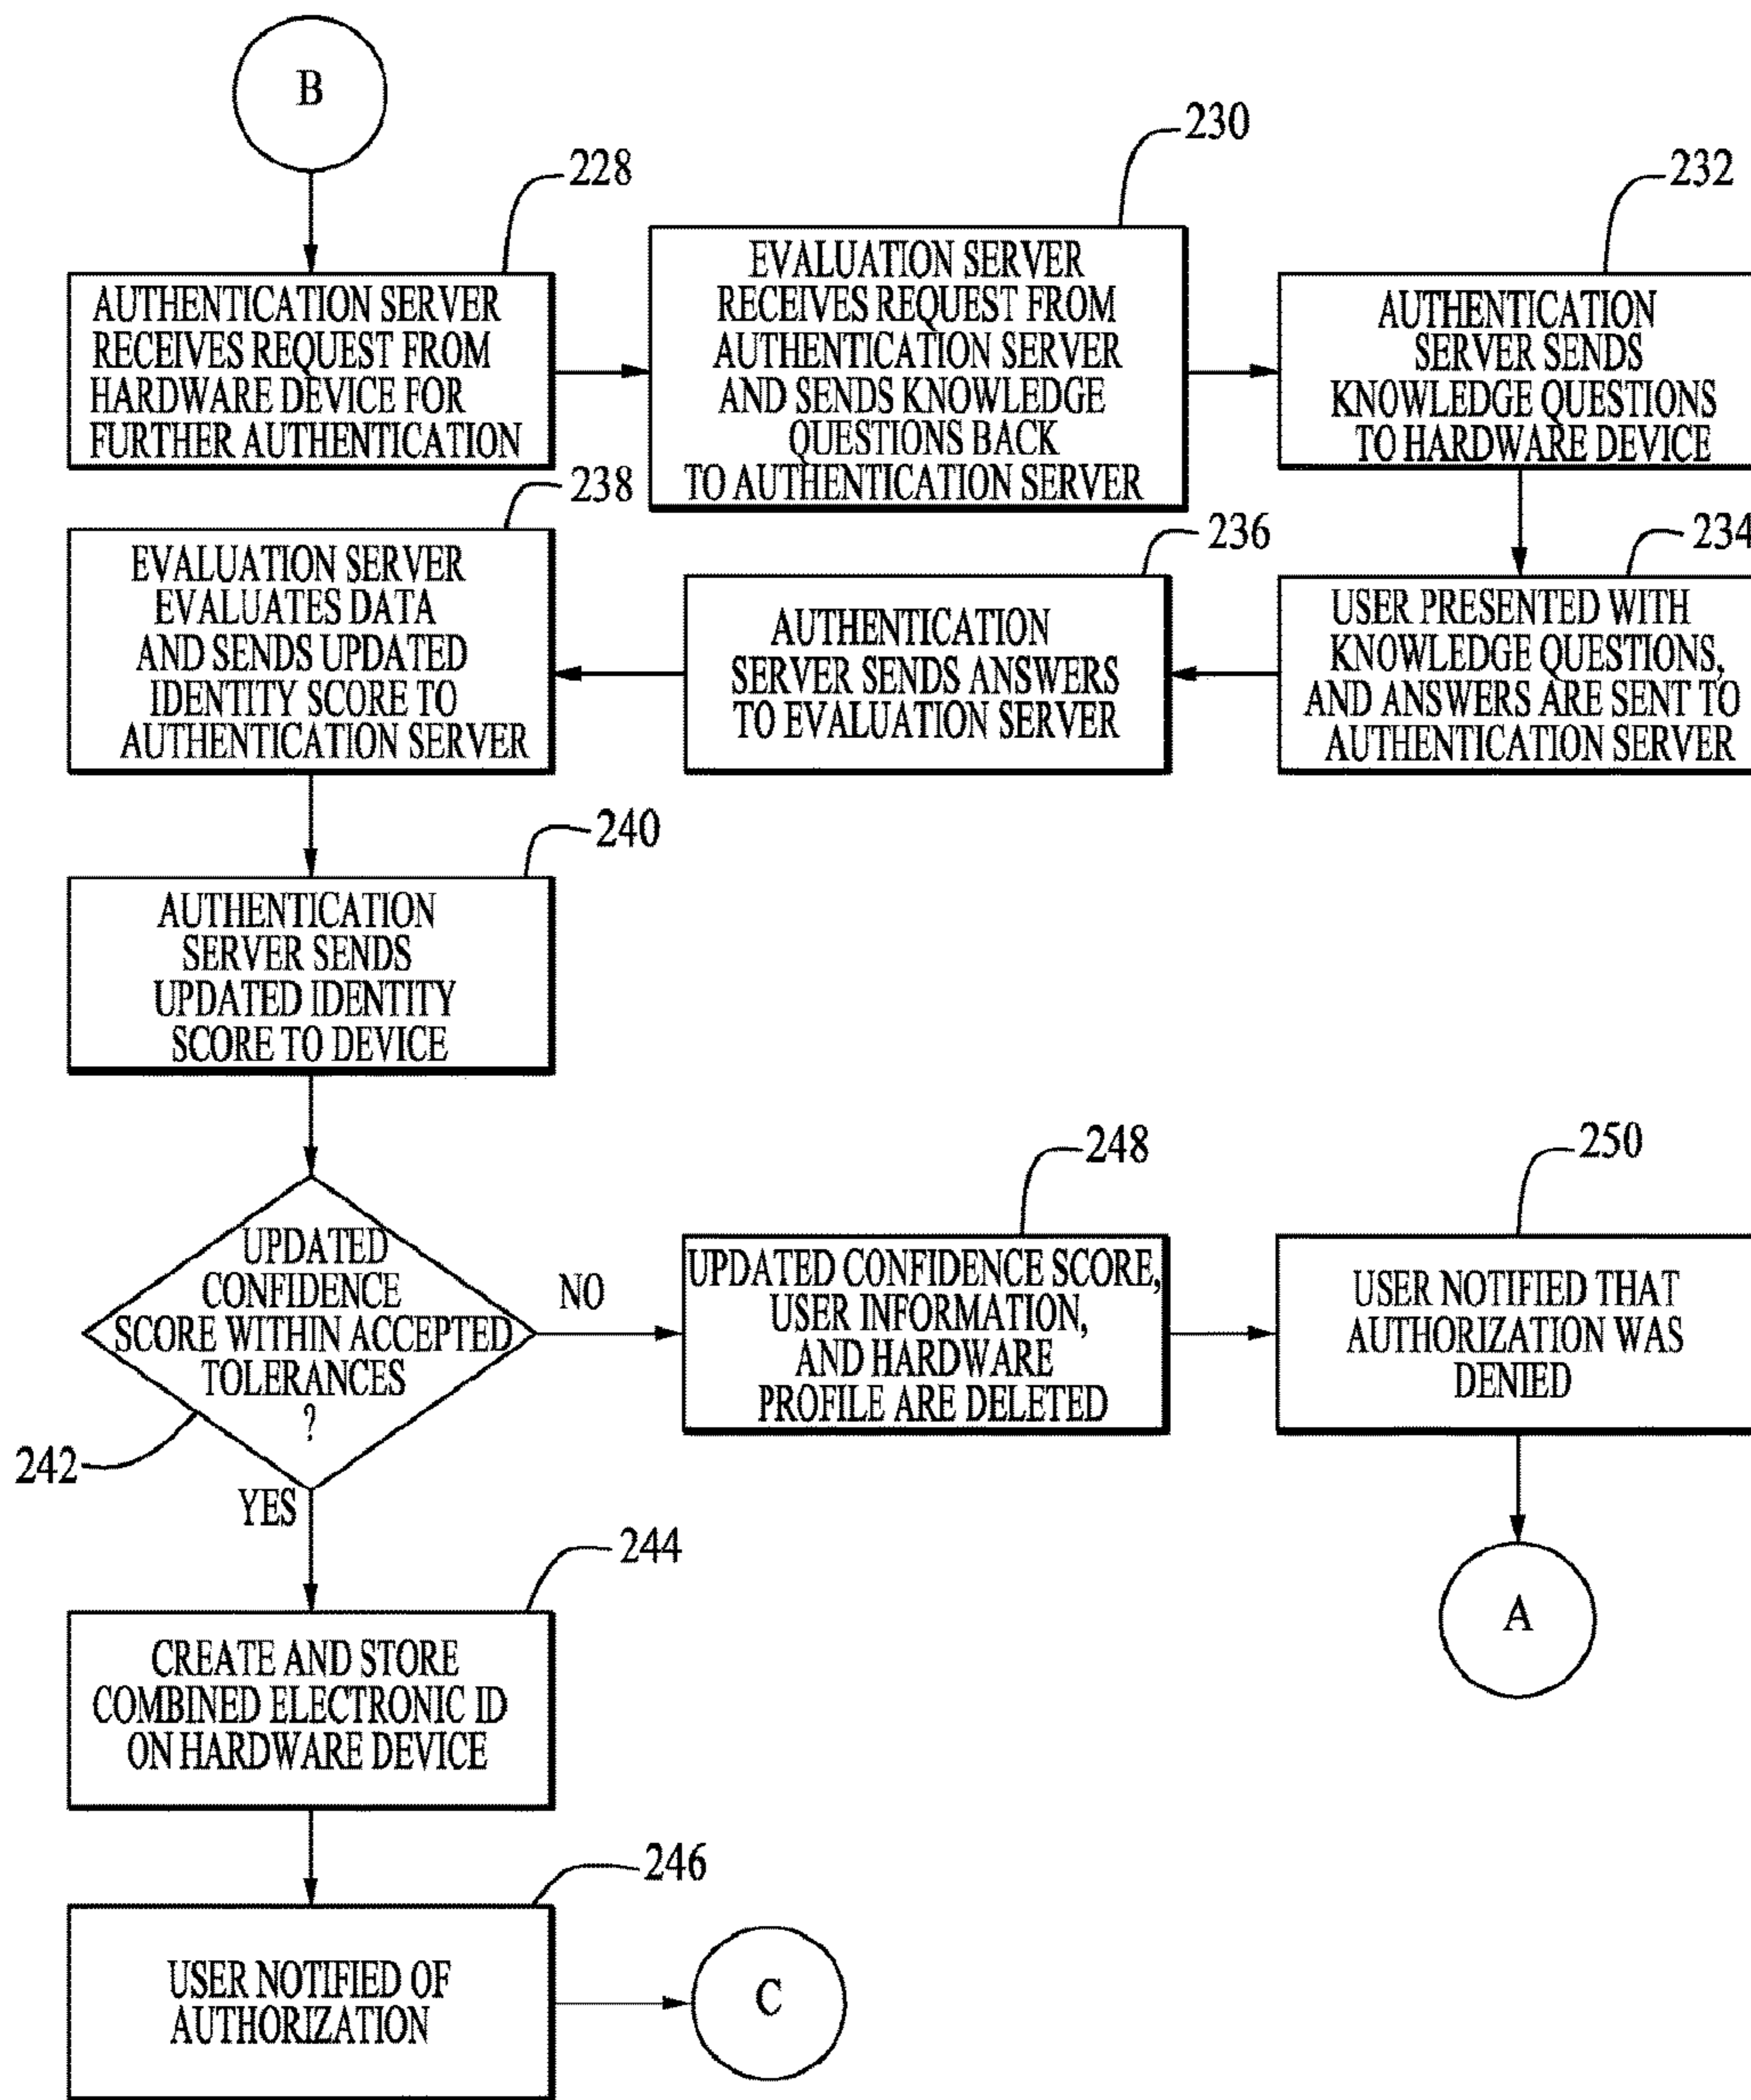 B
228
AUTHENTICATION SERVER
RECEIVES REQUEST FROM
HARDWARE DEVICE FOR
FURTHER AUTHENTICATION
230
EVALUATION SERVER
RECEIVES REQUEST FROM
AUTHENTICATION SERVER
AND SENDS KNOWLEDGE
QUESTIONS BACK
TO AUTHENTICATION SERVER
232
AUTHENTICATION
SERVER SENDS
KNOWLEDGE QUESTIONS
TO HARDWARE DEVICE
234
USER PRESENTED WITH
KNOWLEDGE QUESTIONS,
AND ANSWERS ARE SENT TO
AUTHENTICATION SERVER
236
AUTHENTICATION
SERVER SENDS ANSWERS
TO EVALUATION SERVER
238
EVALUATION SERVER
EVALUATES DATA
AND SENDS UPDATED
IDENTITY SCORE TO
AUTHENTICATION SERVER
240
AUTHENTICATION
SERVER SENDS
UPDATED IDENTITY
SCORE TO DEVICE
UPDATED
CONFIDENCE
SCORE WITHIN ACCEPTED
TOLERANCES
?
242
NO
248
UPDATED CONFIDENCE SCORE,
USER INFORMATION,
AND HARDWARE
PROFILE ARE DELETED
250
USER NOTIFIED THAT
AUTHORIZATION WAS
DENIED
A
YES
244
CREATE AND STORE
COMBINED ELECTRONIC ID
ON HARDWARE DEVICE
246
USER NOTIFIED OF
AUTHORIZATION
C